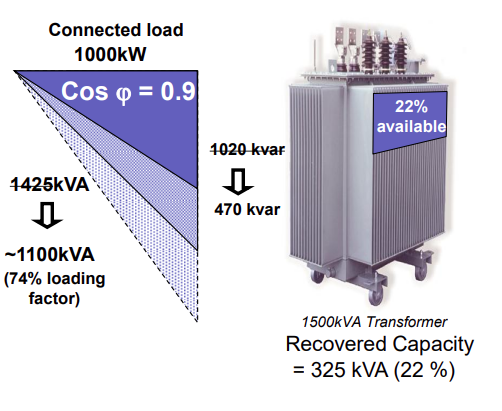 Connected load
1000kW
Cos φ = 0.9
22%
available
1020 kvar
1425kVA
470 kvar
~1100kVA
(74% loading
factor)
1500kVA Transformer
Recovered Capacity
= 325 kVA (22 %)